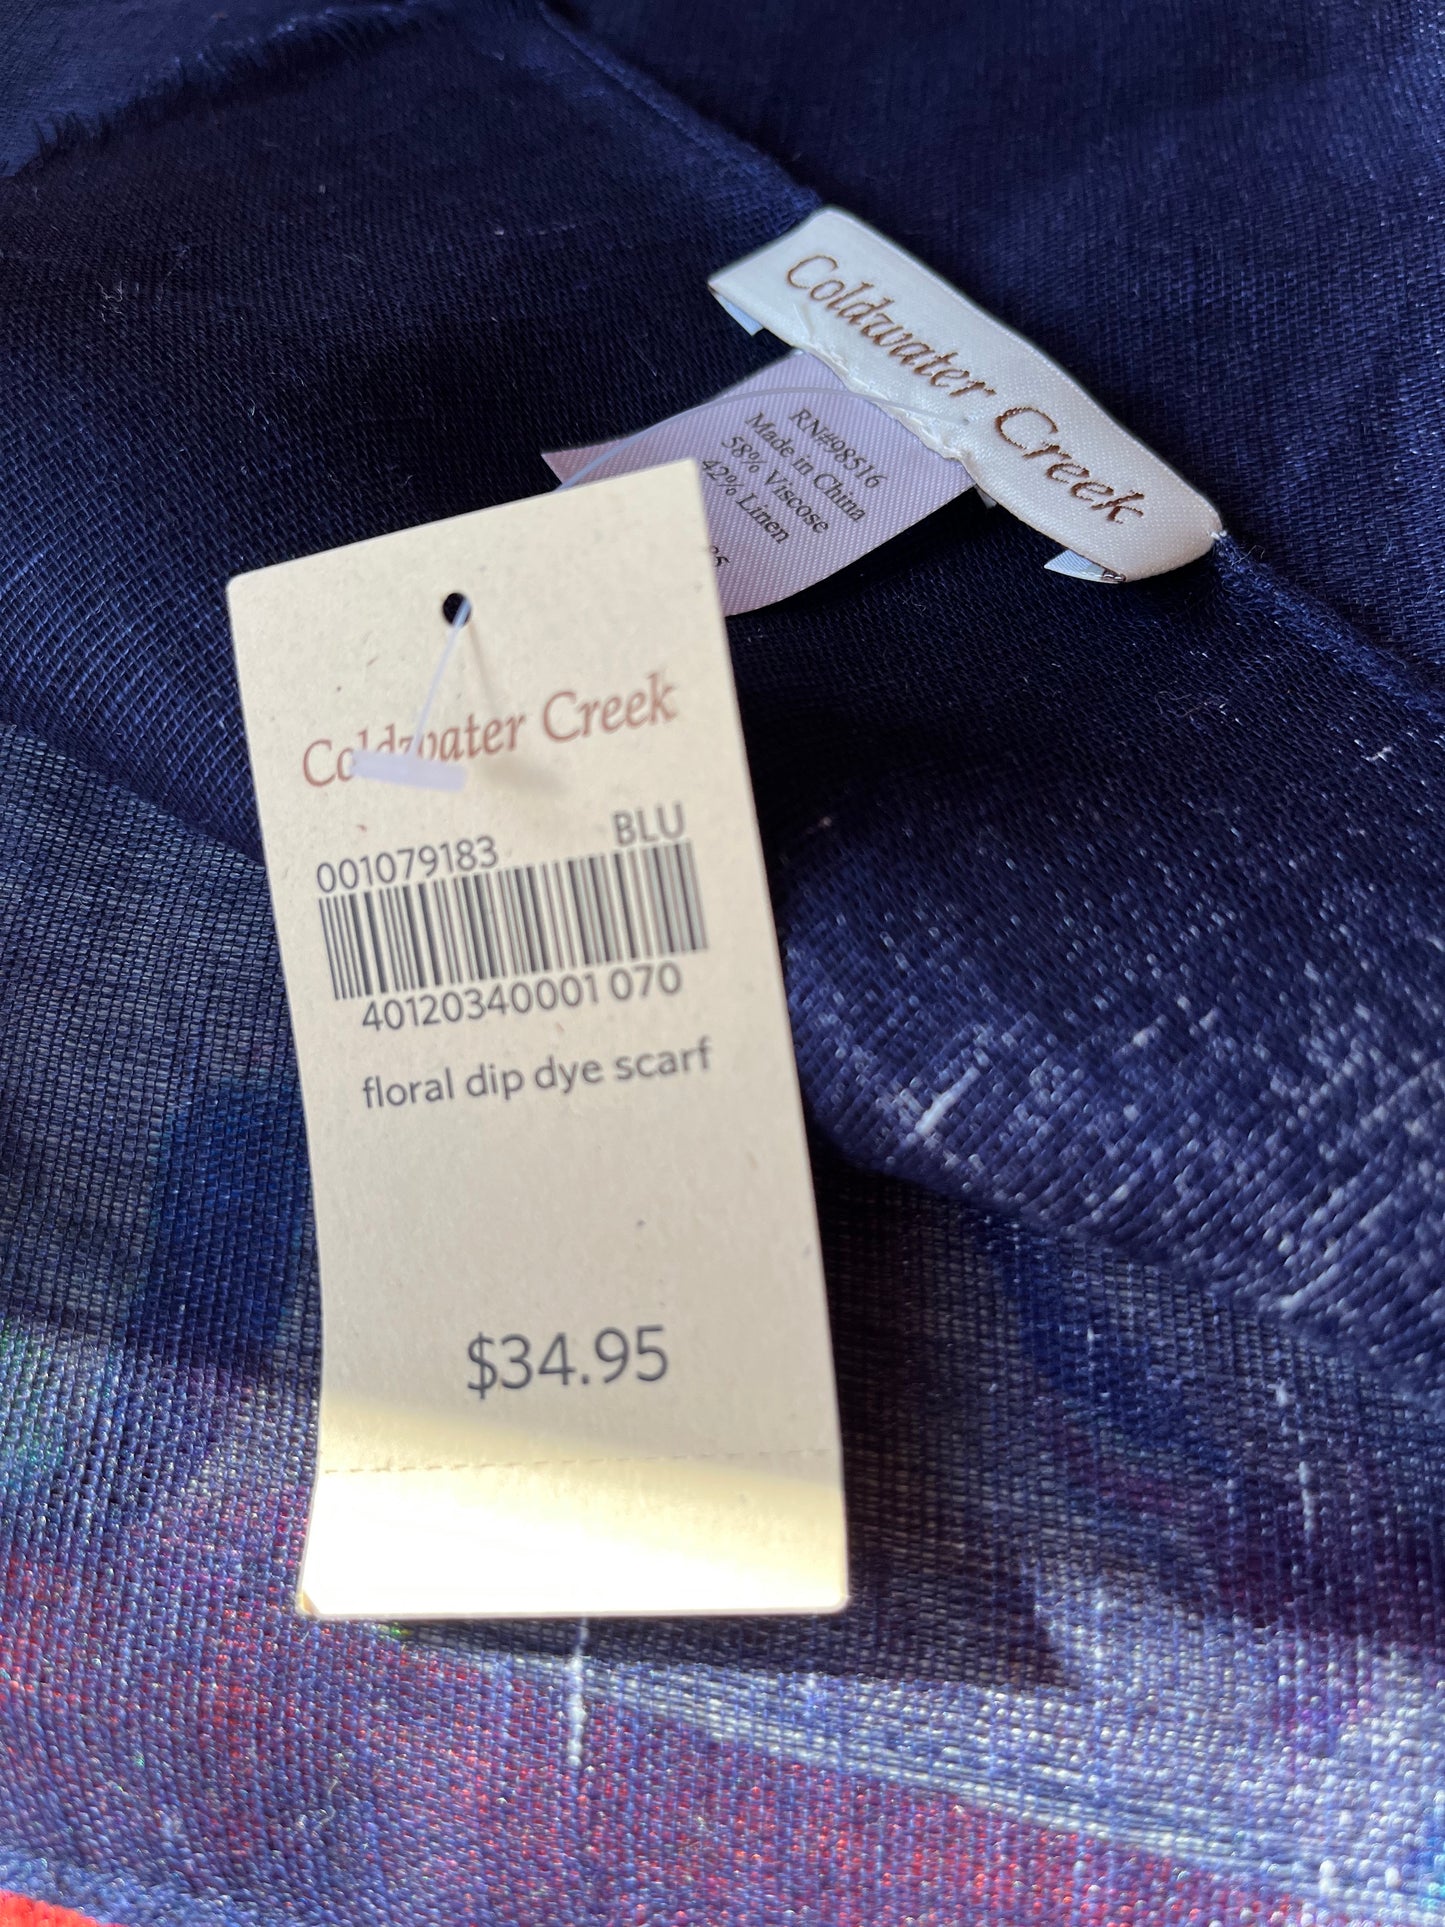 Coldwater Creek
RN#98516
Made in China
58% Viscose
42% Linen
Coldwater Creek
001079183 BLU
40120340001 070
floral dip dye scarf
$34.95